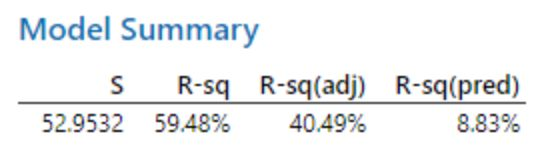 Model Summary
S R-sq R-sq(adj) R-sq(pred)
52.9532 59.48% 40.49% 8.83%